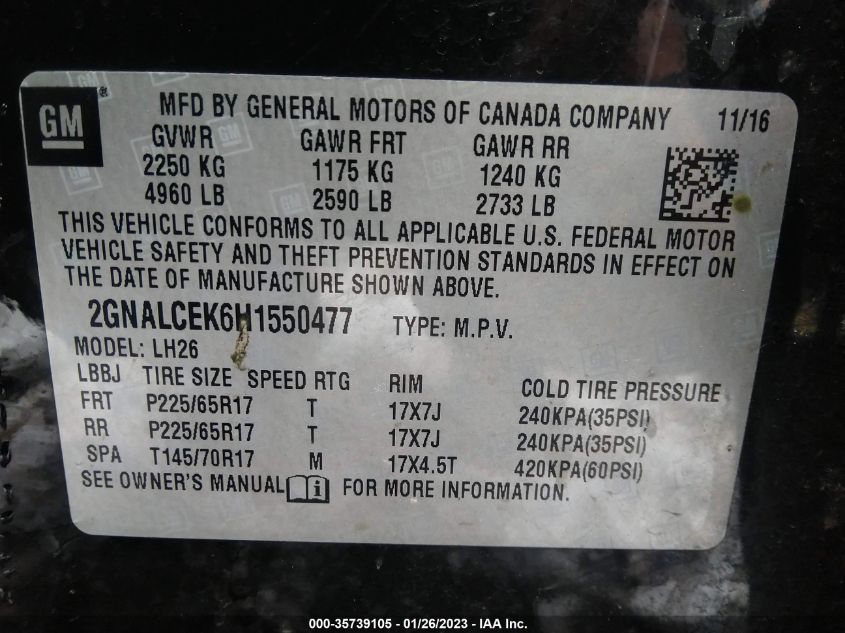 GM®
MFD BY GENERAL MOTORS OF CANADA COMPANY 11/16
GVWR GAWR FRT GAWR RR
2250 KG 1175 KG 1240 KG
4960 LB 2590 LB 2733 LB
THIS VEHICLE CONFORMS TO ALL APPLICABLE U.S. FEDERAL MOTOR
VEHICLE SAFETY AND THEFT PREVENTION STANDARDS IN EFFECT ON
THE DATE OF MANUFACTURE SHOWN ABOVE.
2GNALCEK6H1550477 TYPE: M.P.V.
MODEL: LH26
LBBJ TIRE SIZE SPEED RTG RIM COLD TIRE PRESSURE
FRT P225/65R17 T 17X7J 240KPA(35PSI)
RR P225/65R17 T 17X7J 240KPA(35PSI)
SPA T145/70R17 M 17X4.5T 420KPA(60PSI)
SEE OWNER'S MANUAL i FOR MORE INFORMATION.
000-35739105 - 01/26/2023 - IAA Inc.